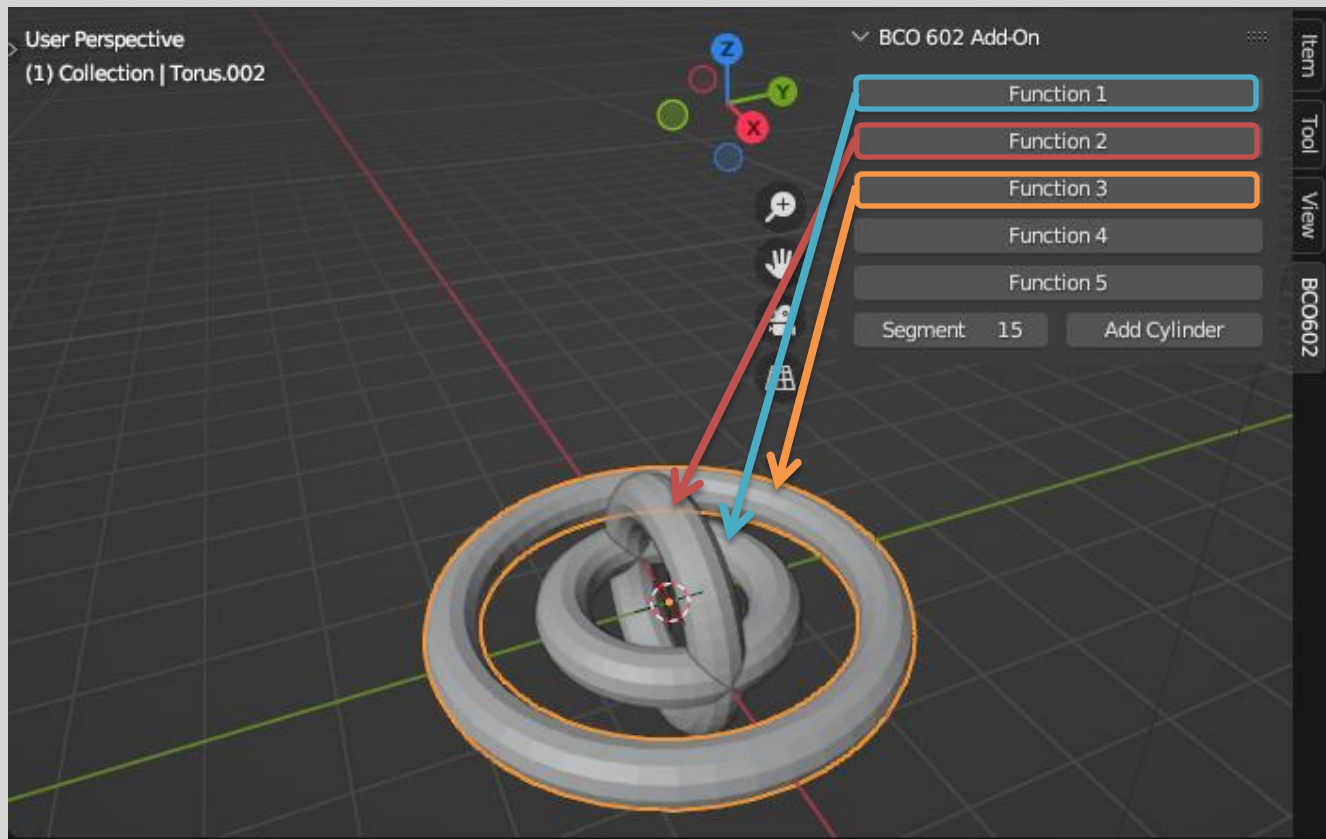 User Perspective
(1) Collection | Torus.002
Z
Y
X
BCO 602 Add-On
Function 1
Function 2
Function 3
Function 4
Function 5
Segment 15
Add Cylinder
Item
Tool
View
BCO602